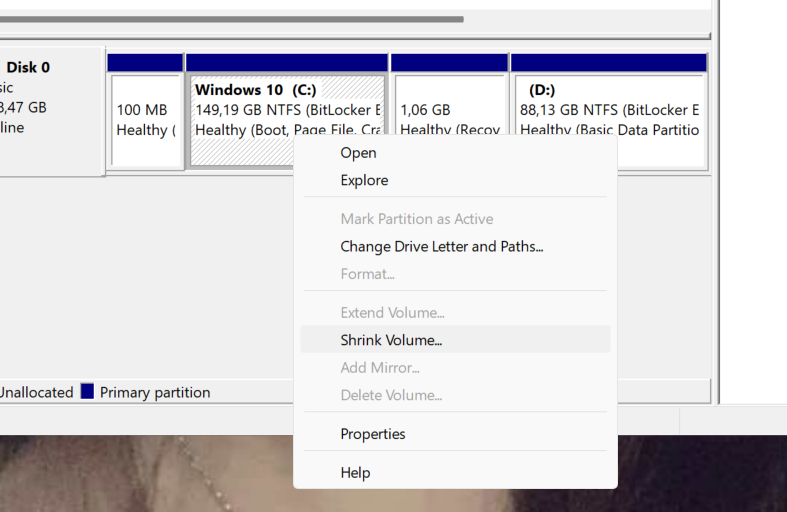 Disk 0
sic
3,47 GB
line
100 MB
Healthy (
Windows 10 (C:)
149,19 GB NTFS (BitLocker E
Healthy (Boot, Page File, Cra
1,06 GB
Healthy (Recov
(D:)
88,13 GB NTFS (BitLocker E
Healthy (Basic Data Partitio
Open
Explore
Mark Partition as Active
Change Drive Letter and Paths...
Format...
Extend Volume...
Shrink Volume...
Add Mirror...
Delete Volume...
Properties
Help
Unallocated Primary partition